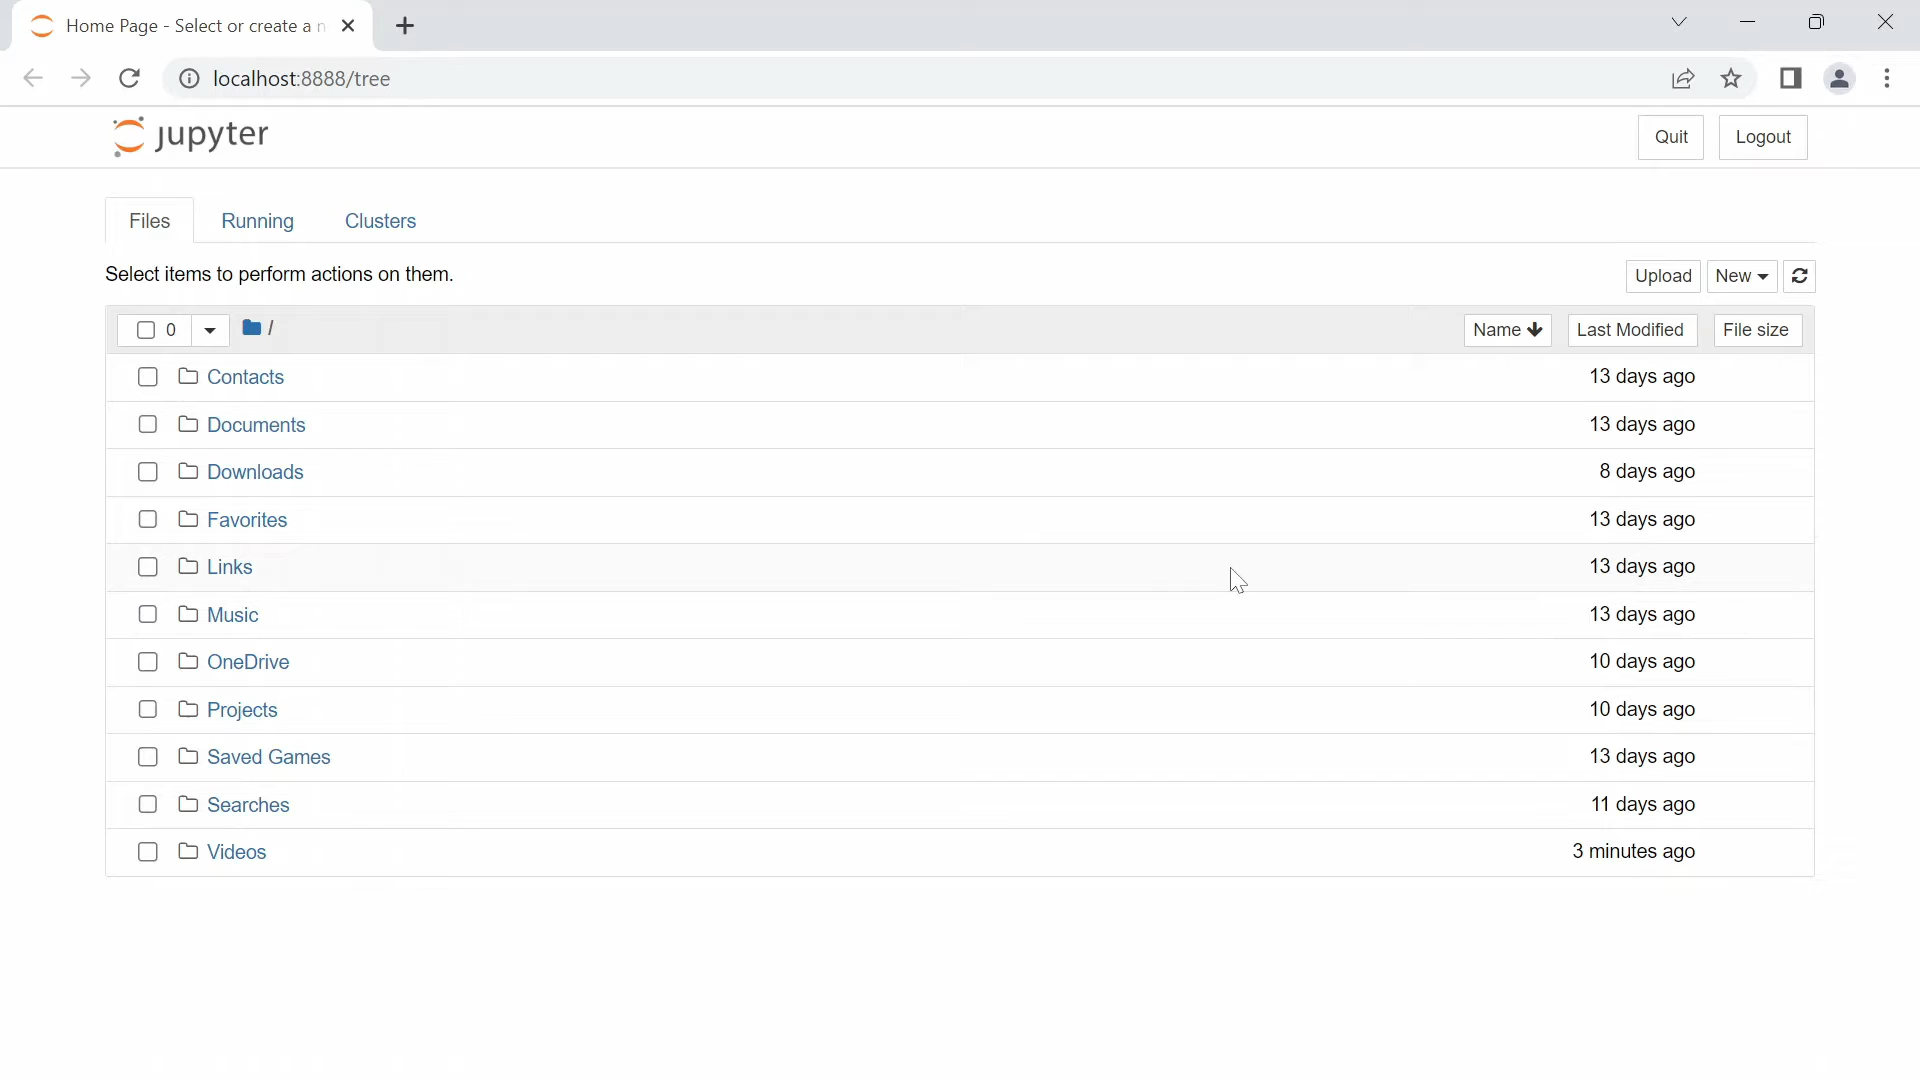 Home Page - Select or create a n
localhost:8888/tree
jupyter
Quit
Logout
Files
Running
Clusters
Select items to perform actions on them.
Upload
New
0
/
Name
Last Modified
File size
Contacts
13 days ago
Documents
13 days ago
Downloads
8 days ago
Favorites
13 days ago
Links
13 days ago
Music
13 days ago
OneDrive
10 days ago
Projects
10 days ago
Saved Games
13 days ago
Searches
11 days ago
Videos
3 minutes ago